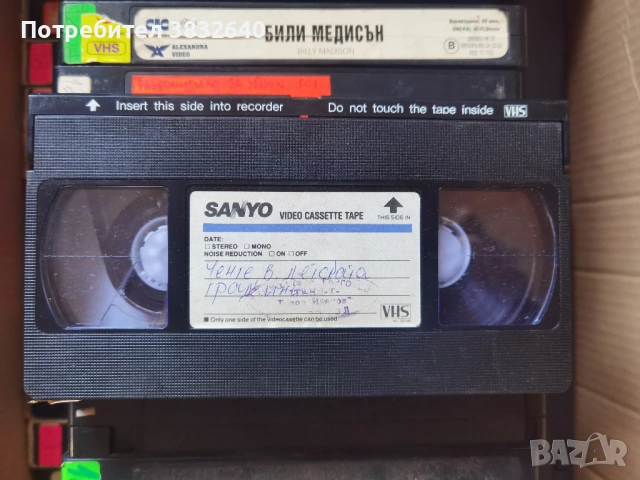 Потребител 3832640
CIC
VHS
ALEXANDRA
VIDEO
БИЛИ МЕДИСЪН
BILLY MADISON
B
Insert this side into recorder
Do not touch the tape inside
VHS
SANYO
VIDEO CASSETTE TAPE
THIS SIDE IN
DATE:
☐ STEREO ☐ MONO
NOISE REDUCTION ☐ ON ☐ OFF
Ченге в детската
градина
■ Only one side of the videocassette can be used.
VHS
BAZAR